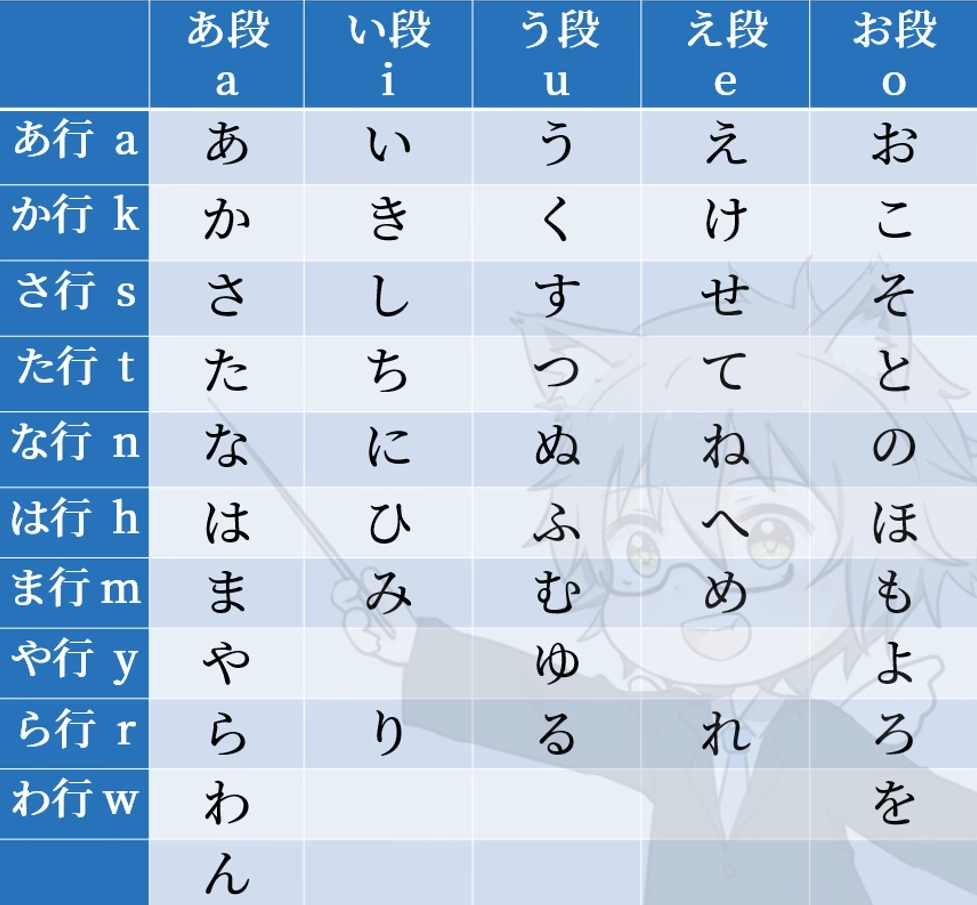 あ段 い段 う段 え段 お段
a i u e o
あ行 a あ い う え お
か行 k か き く け こ
さ行 s さ し す せ そ
た行 t た ち つ て と
な行 n な に ぬ ね の
は行 h は ひ ふ へ ほ
ま行 m ま み む め も
や行 y や ゆ よ
ら行 r ら り る れ ろ
わ行 w わ を
ん